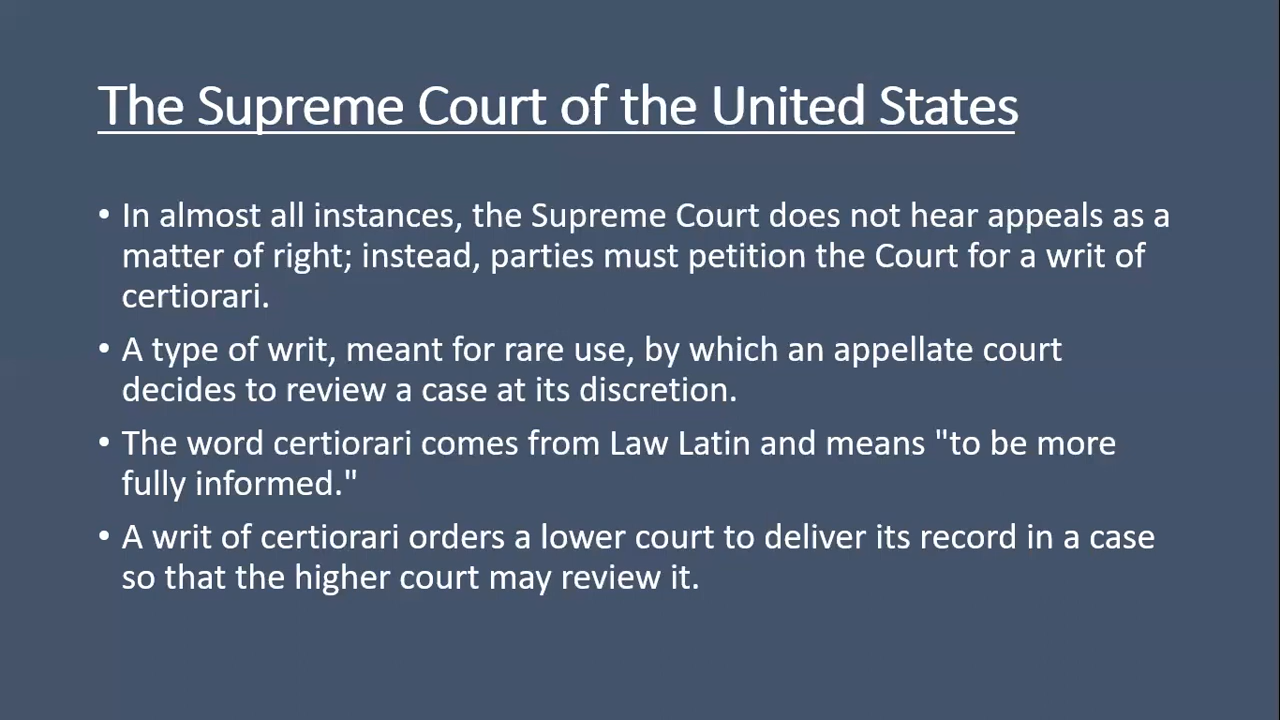 The Supreme Court of the United States
• In almost all instances, the Supreme Court does not hear appeals as a
matter of right; instead, parties must petition the Court for a writ of
certiorari.
• A type of writ, meant for rare use, by which an appellate court
decides to review a case at its discretion.
• The word certiorari comes from Law Latin and means "to be more
fully informed."
• A writ of certiorari orders a lower court to deliver its record in a case
so that the higher court may review it.